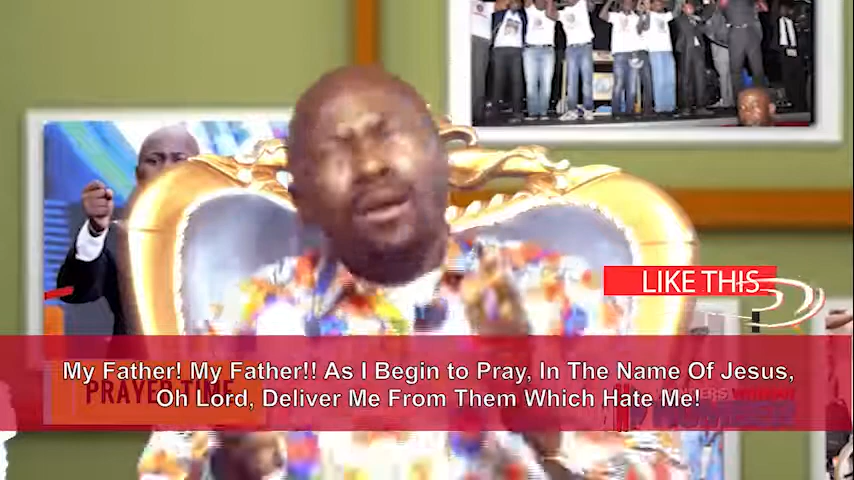 LIKE THIS
My Father! My Father!! As I Begin to Pray, In The Name Of Jesus,
Oh Lord, Deliver Me From Them Which Hate Me!
PRAYER TIME
NUMBER